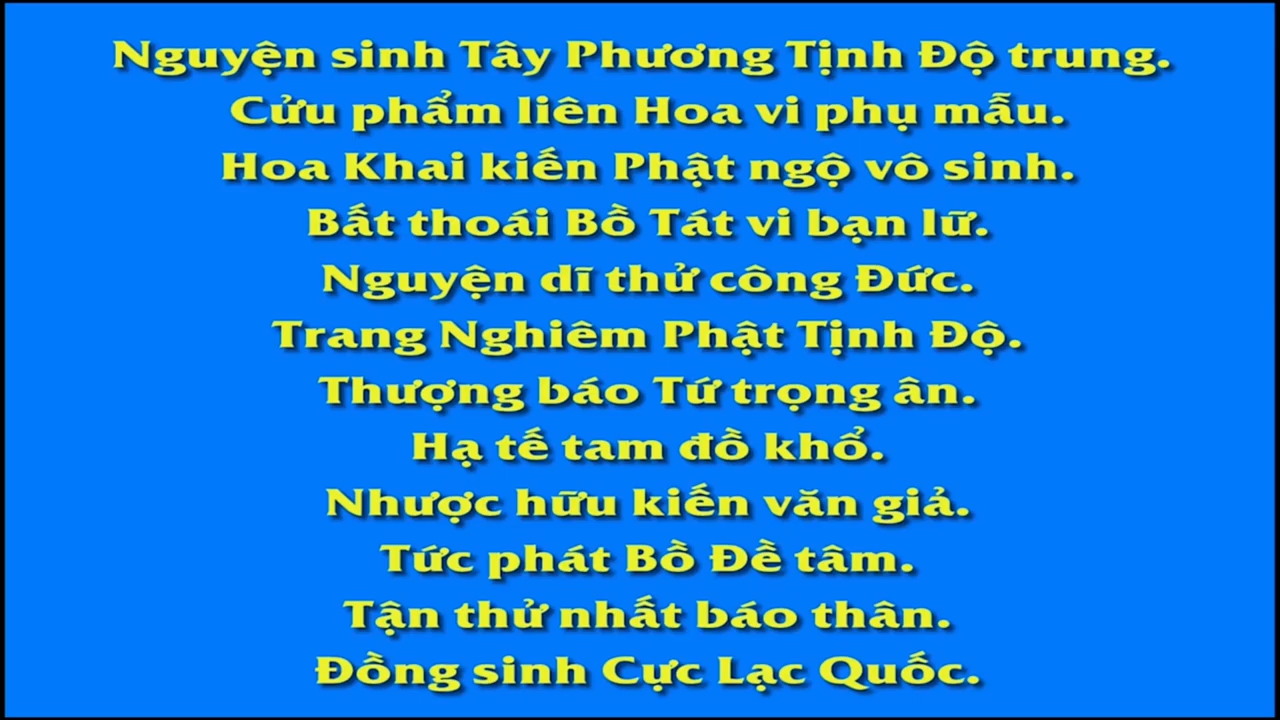 Nguyện sinh Tây Phương Tịnh Độ trung.
Cửu phẩm liên Hoa vi phụ mẫu.
Hoa Khai kiến Phật ngộ vô sinh.
Bất thoái Bồ Tát vi bạn lữ.
Nguyện dĩ thử công Đức.
Trang Nghiêm Phật Tịnh Độ.
Thượng báo Tứ trọng ân.
Hạ tế tam đồ khổ.
Nhược hữu kiến văn giả.
Tức phát Bồ Đề tâm.
Tận thử nhất báo thân.
Đồng sinh Cực Lạc Quốc.